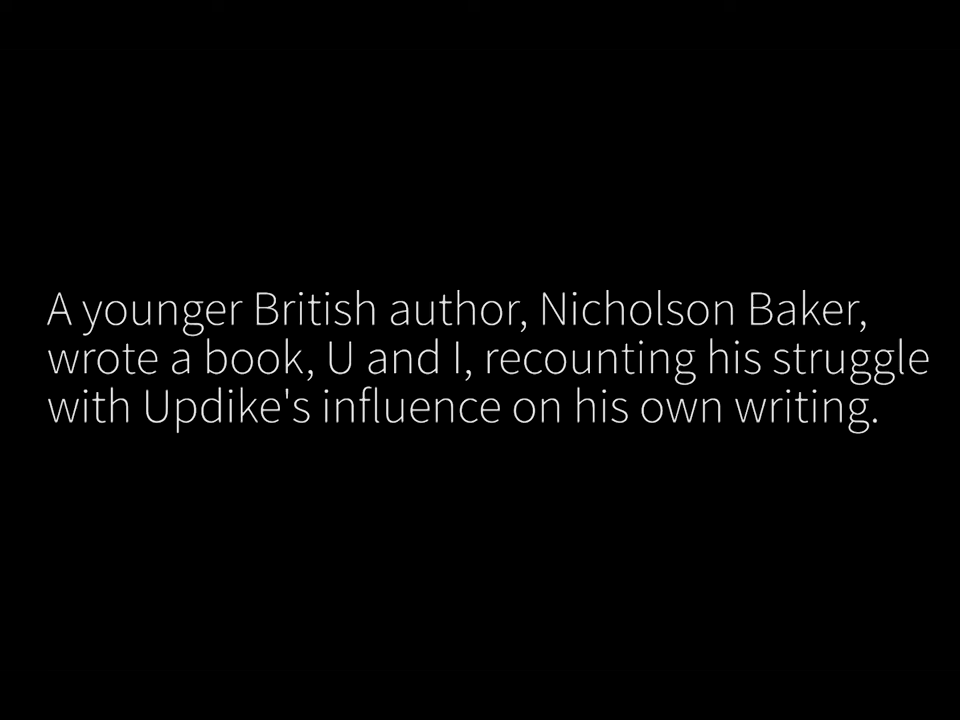 A younger British author, Nicholson Baker,
wrote a book, U and I, recounting his struggle
with Updike's influence on his own writing.